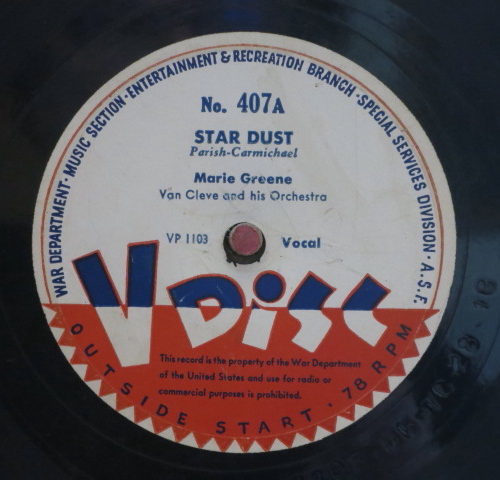 WAR DEPARTMENT · MUSIC SECTION · ENTERTAINMENT & RECREATION BRANCH · SPECIAL SERVICES DIVISION · A.S.F.
No. 407A
STAR DUST
Parish-Carmichael
Marie Greene
Van Cleve and his Orchestra
VP 1103 Vocal
V DiSC
This record is the property of the War Department
of the United States and use for radio or
commercial purposes is prohibited.
OUTSIDE START · 78 RPM